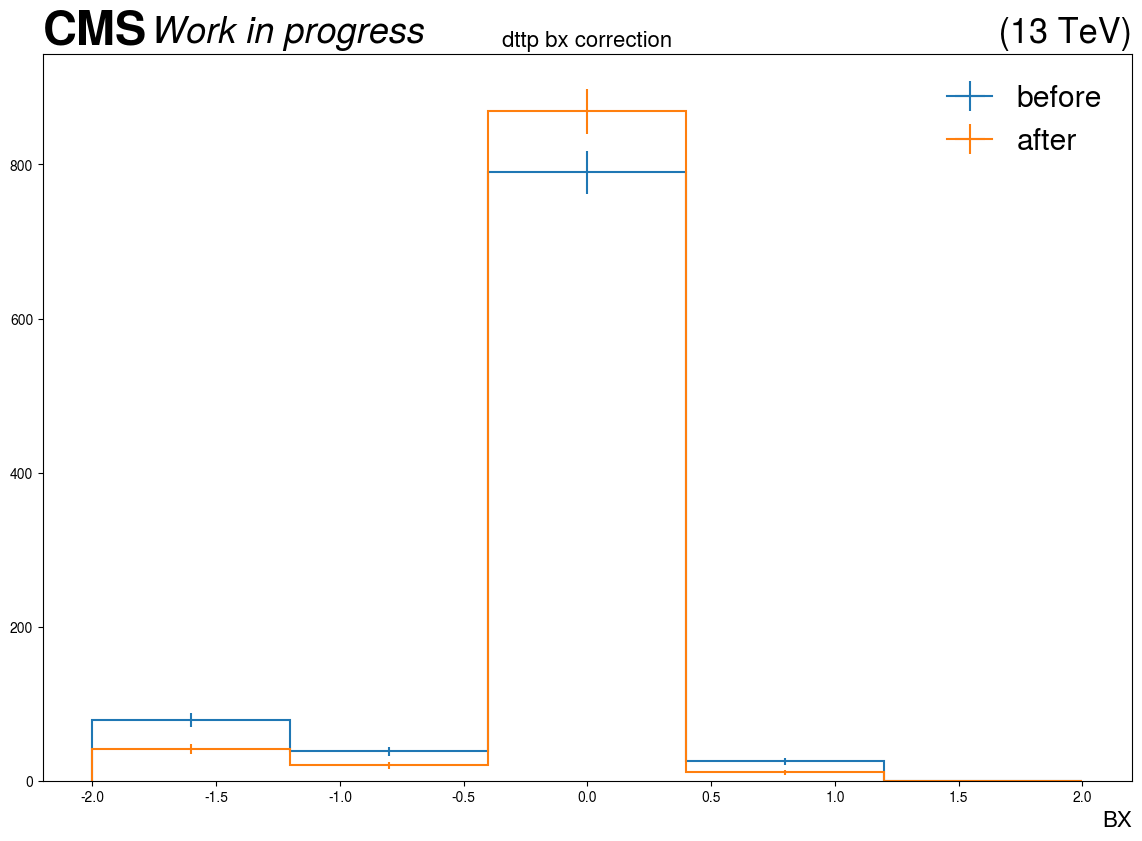 CMS Work in progress
dttp bx correction
(13 TeV)
before
after
800
600
400
200
0
-2.0 -1.5 -1.0 -0.5 0.0 0.5 1.0 1.5 2.0
BX